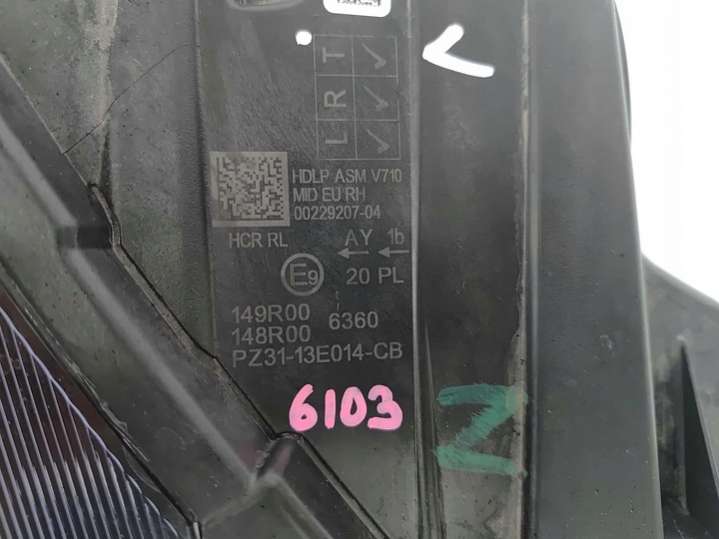 L R T
HDLP ASM V710
MID EU RH
00229207-04
HCR RL AY 1b
E9 20 PL
149R00
148R00 6360
PZ31-13E014-CB
6103
Z